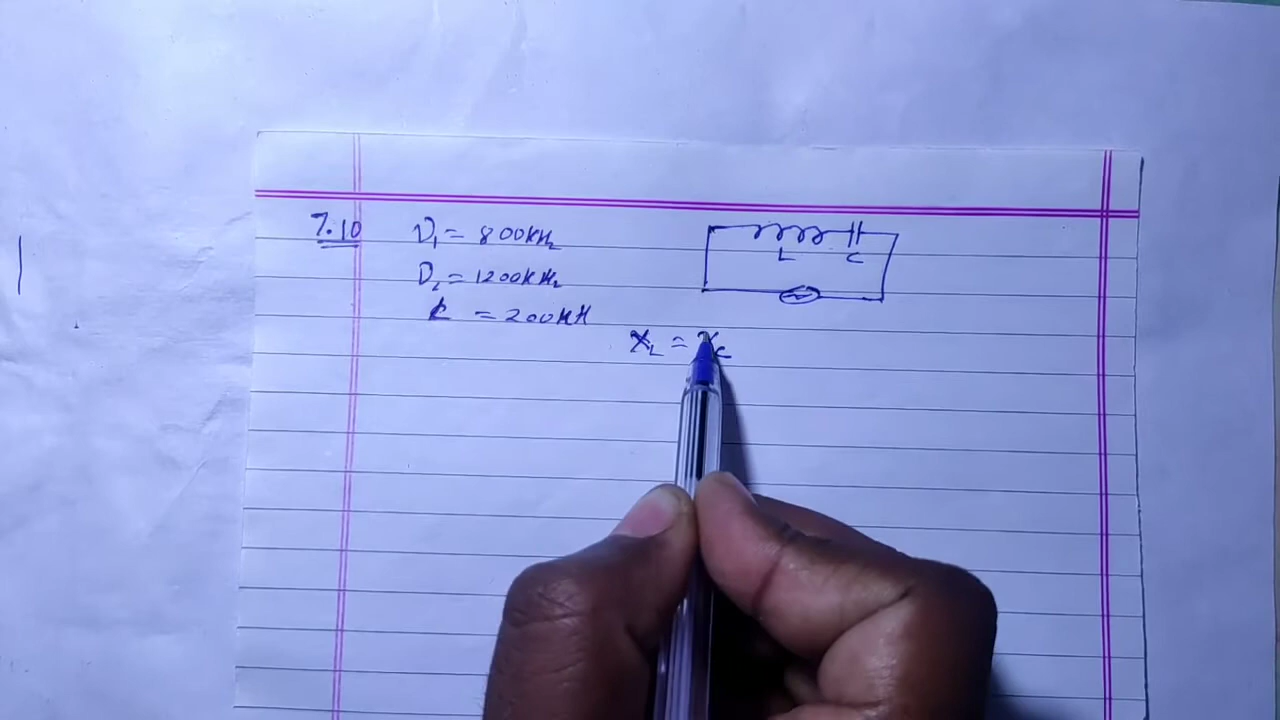 7.10
ν₁ = 800kHz
ν₂ = 1200kHz
L = 200μH
L C
X_L = X_C